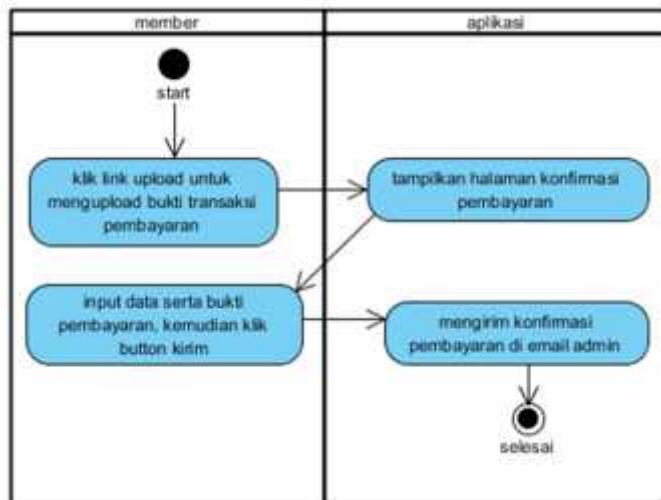 member
aplikasi
start
klik link upload untuk
mengupload bukti transaksi
pembayaran
tampilkan halaman konfirmasi
pembayaran
input data serta bukti
pembayaran, kemudian klik
button kirim
mengirim konfirmasi
pembayaran di email admin
selesai